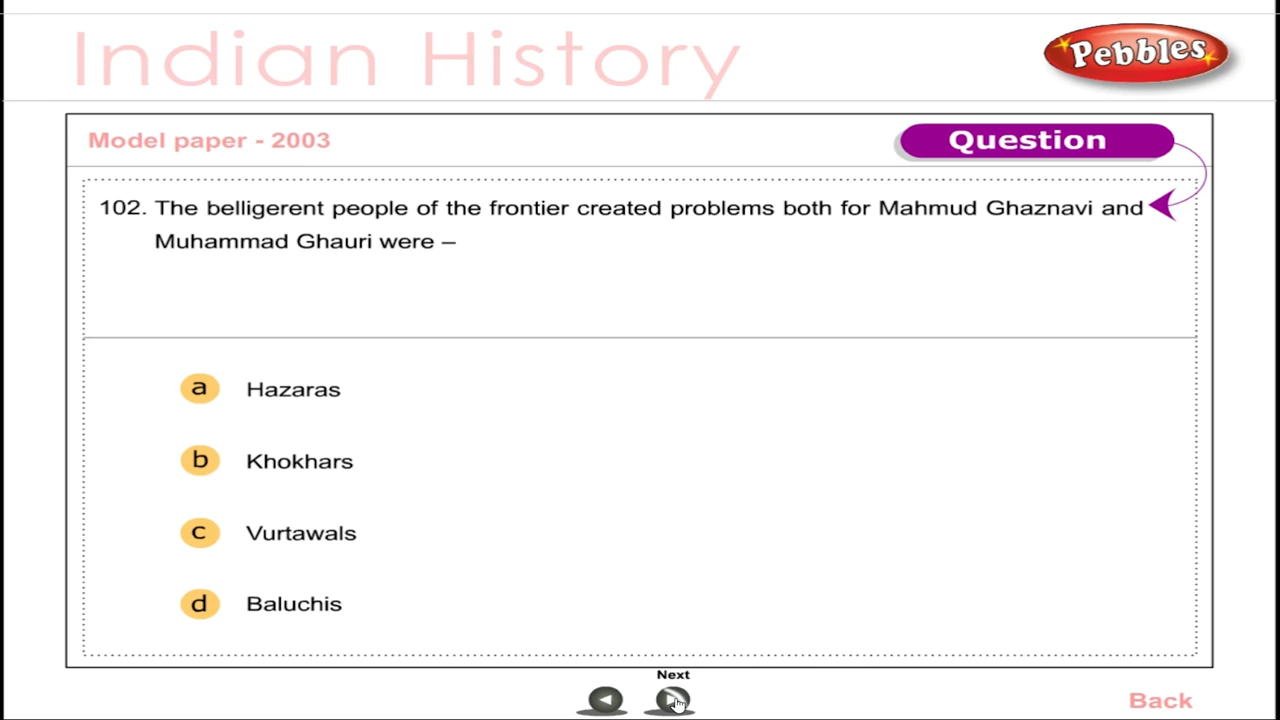 Indian History
Pebbles
Model paper - 2003
Question
102. The belligerent people of the frontier created problems both for Mahmud Ghaznavi and
Muhammad Ghauri were –
a Hazaras
b Khokhars
c Vurtawals
d Baluchis
Next
Back